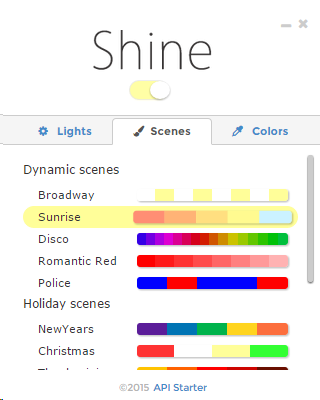 Shine
Lights Scenes Colors
Dynamic scenes
Broadway
Sunrise
Disco
Romantic Red
Police
Holiday scenes
NewYears
Christmas
©2015 API Starter